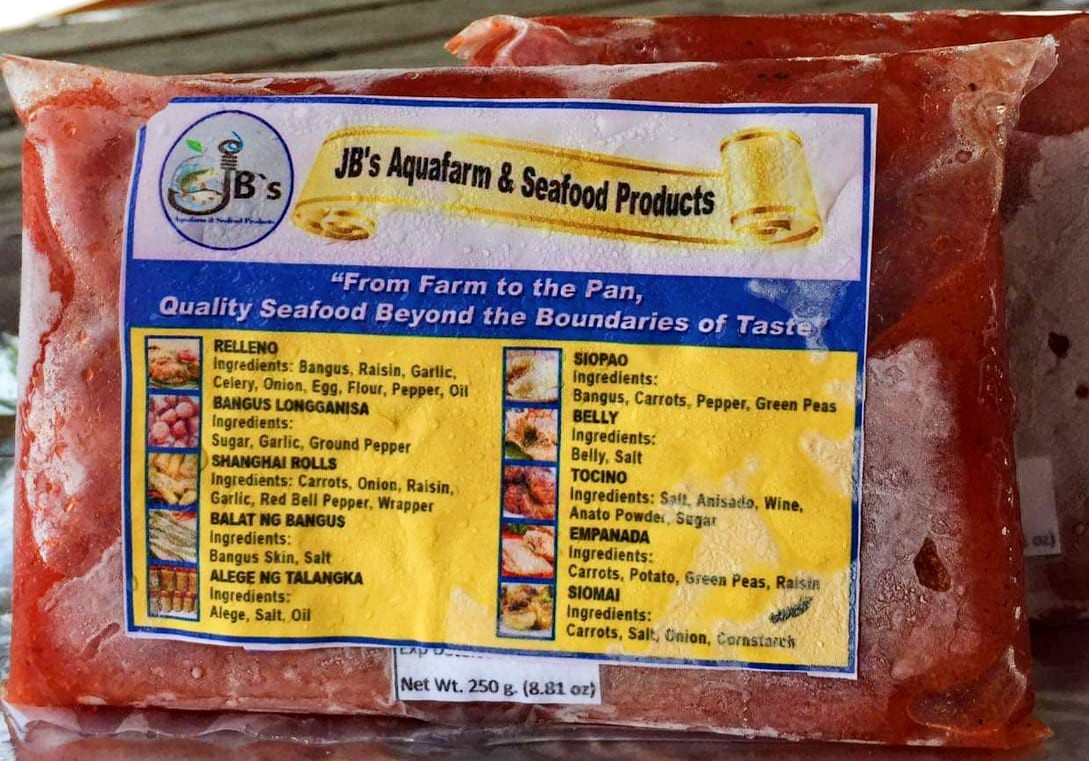 JB`s
Aquafarm & Seafood Products
JB's Aquafarm & Seafood Products
“From Farm to the Pan,
Quality Seafood Beyond the Boundaries of Taste
RELLENO
Ingredients: Bangus, Raisin, Garlic,
Celery, Onion, Egg, Flour, Pepper, Oil
BANGUS LONGGANISA
Ingredients:
Sugar, Garlic, Ground Pepper
SHANGHAI ROLLS
Ingredients: Carrots, Onion, Raisin,
Garlic, Red Bell Pepper, Wrapper
BALAT NG BANGUS
Ingredients:
Bangus Skin, Salt
ALEGE NG TALANGKA
Ingredients:
Alege, Salt, Oil
SIOPAO
Ingredients:
Bangus, Carrots, Pepper, Green Peas
BELLY
Ingredients:
Belly, Salt
TOCINO
Ingredients: Salt, Anisado, Wine,
Anato Powder, Sugar
EMPANADA
Ingredients:
Carrots, Potato, Green Peas, Raisin
SIOMAI
Ingredients:
Carrots, Salt, Onion, Cornstarch
Net Wt. 250 g. (8.81 oz)
oz)